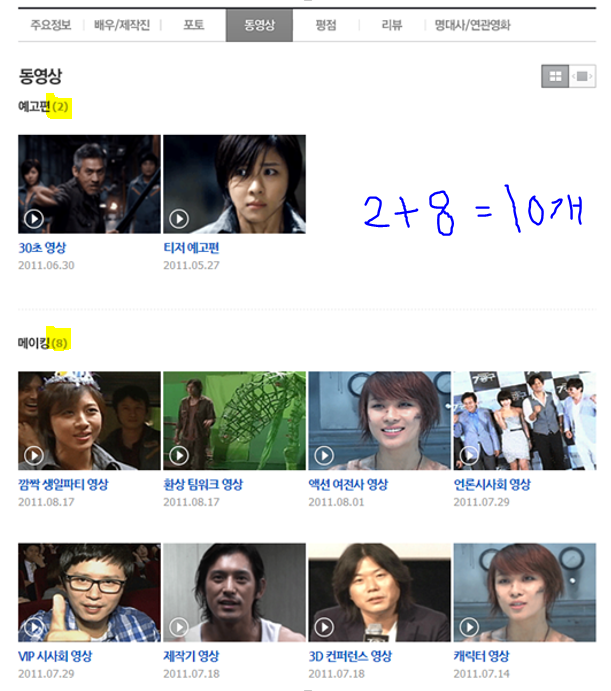 주요정보 배우/제작진 포토 동영상 평점 리뷰 명대사/연관영화
동영상
예고편 (2)
30초 영상 티저 예고편
2011.06.30 2011.05.27
2+8=10개
메이킹 (8)
깜짝 생일파티 영상 환상 팀워크 영상 액션 여전사 영상 언론시사회 영상
2011.08.17 2011.08.17 2011.08.01 2011.07.29
VIP 시사회 영상 제작기 영상 3D 컨퍼런스 영상 캐릭터 영상
2011.07.29 2011.07.18 2011.07.18 2011.07.14